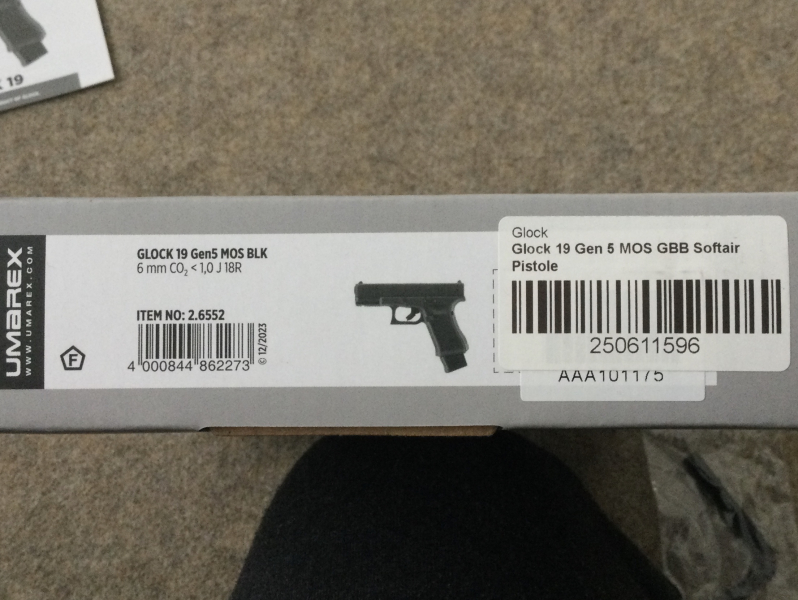 19
UMAREX
WWW.UMAREX.COM
F
GLOCK 19 Gen5 MOS BLK
6 mm CO₂ < 1,0 J 18R
ITEM NO: 2.6552
4 000844 862273
© 12/2023
Glock
Glock 19 Gen 5 MOS GBB Softair
Pistole
250611596
AAA101175